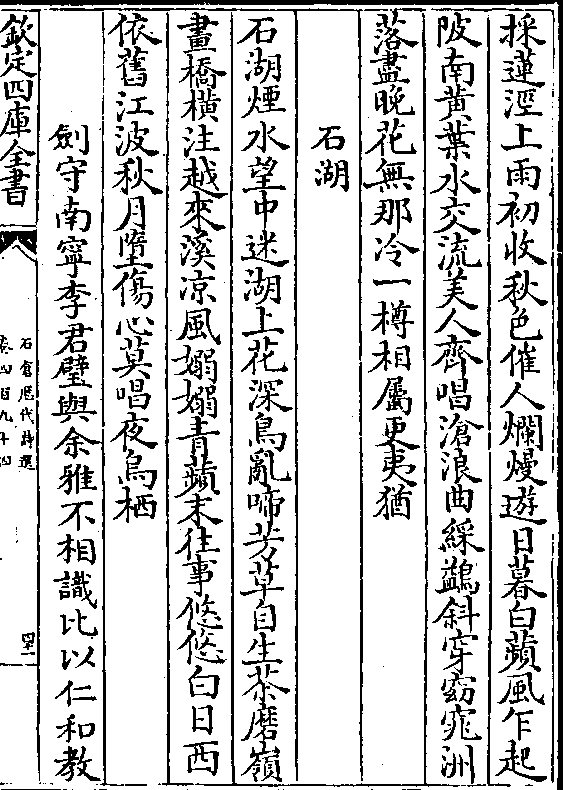 採蓮涇上雨初收秋色催人爛熳遊日暮白蘋風乍起
陂南黄葉水交流美人齊唱滄浪曲綵鷁斜穿窈窕洲
落盡晚花無那冷一樽相屬更夷猶
石湖
石湖煙水望中迷湖上花深鳥亂啼芳草自生茶磨嶺
畫橋橫注越來溪凉風嫋嫋青蘋末往事悠悠白日西
依舊江波秋月墮傷心莫唱夜烏栖
劍守南寧李君璧與余雅不相識比以仁和教
欽定四庫全書
石倉歷代詩選
卷四百九十四